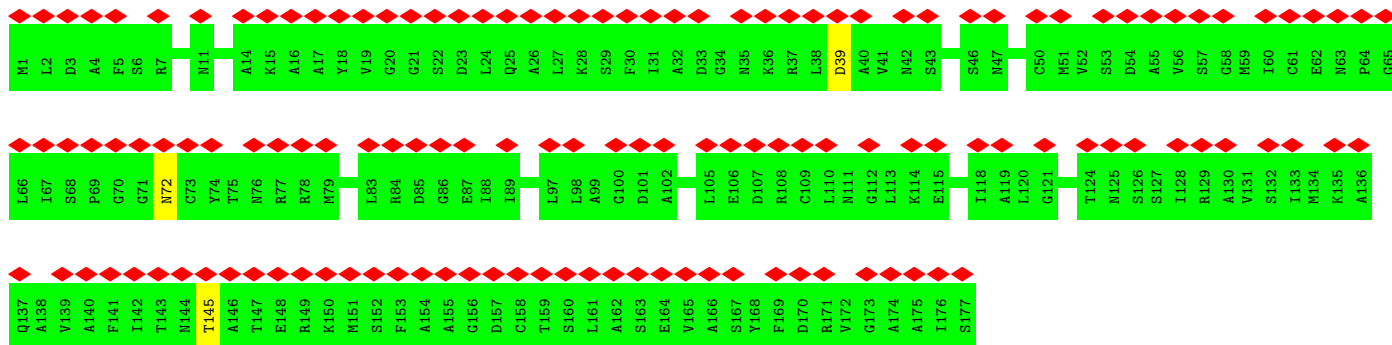 M1 L2 D3 A4 F5 S6 R7 N11 A14 K15 A16 A17 Y18 V19 G20 G21 S22 D23 L24 Q25 A26 L27 K28 S29 F30 I31 A32 D33 G34 N35 K36 R37 L38 D39 A40 V41 N42 S43 S46 N47 C50 M51 V52 S53 D54 A55 V56 S57 G58 M59 I60 C61 E62 N63 P64 G65
L66 I67 S68 P69 G70 G71 N72 C73 Y74 T75 N76 R77 R78 M79 L83 R84 D85 G86 E87 I88 I89 L97 L98 A99 G100 D101 A102 L105 E106 D107 R108 C109 L110 N111 G112 L113 K114 E115 I118 A119 L120 G121 T124 N125 S126 S127 I128 R129 A130 V131 S132 I133 M134 K135 A136
Q137 A138 V139 A140 F141 I142 T143 N144 T145 A146 T147 E148 R149 K150 M151 S152 F153 A154 A155 G156 D157 C158 T159 S160 L161 A162 S163 E164 V165 A166 S167 Y168 F169 D170 R171 V172 G173 A174 A175 I176 S177